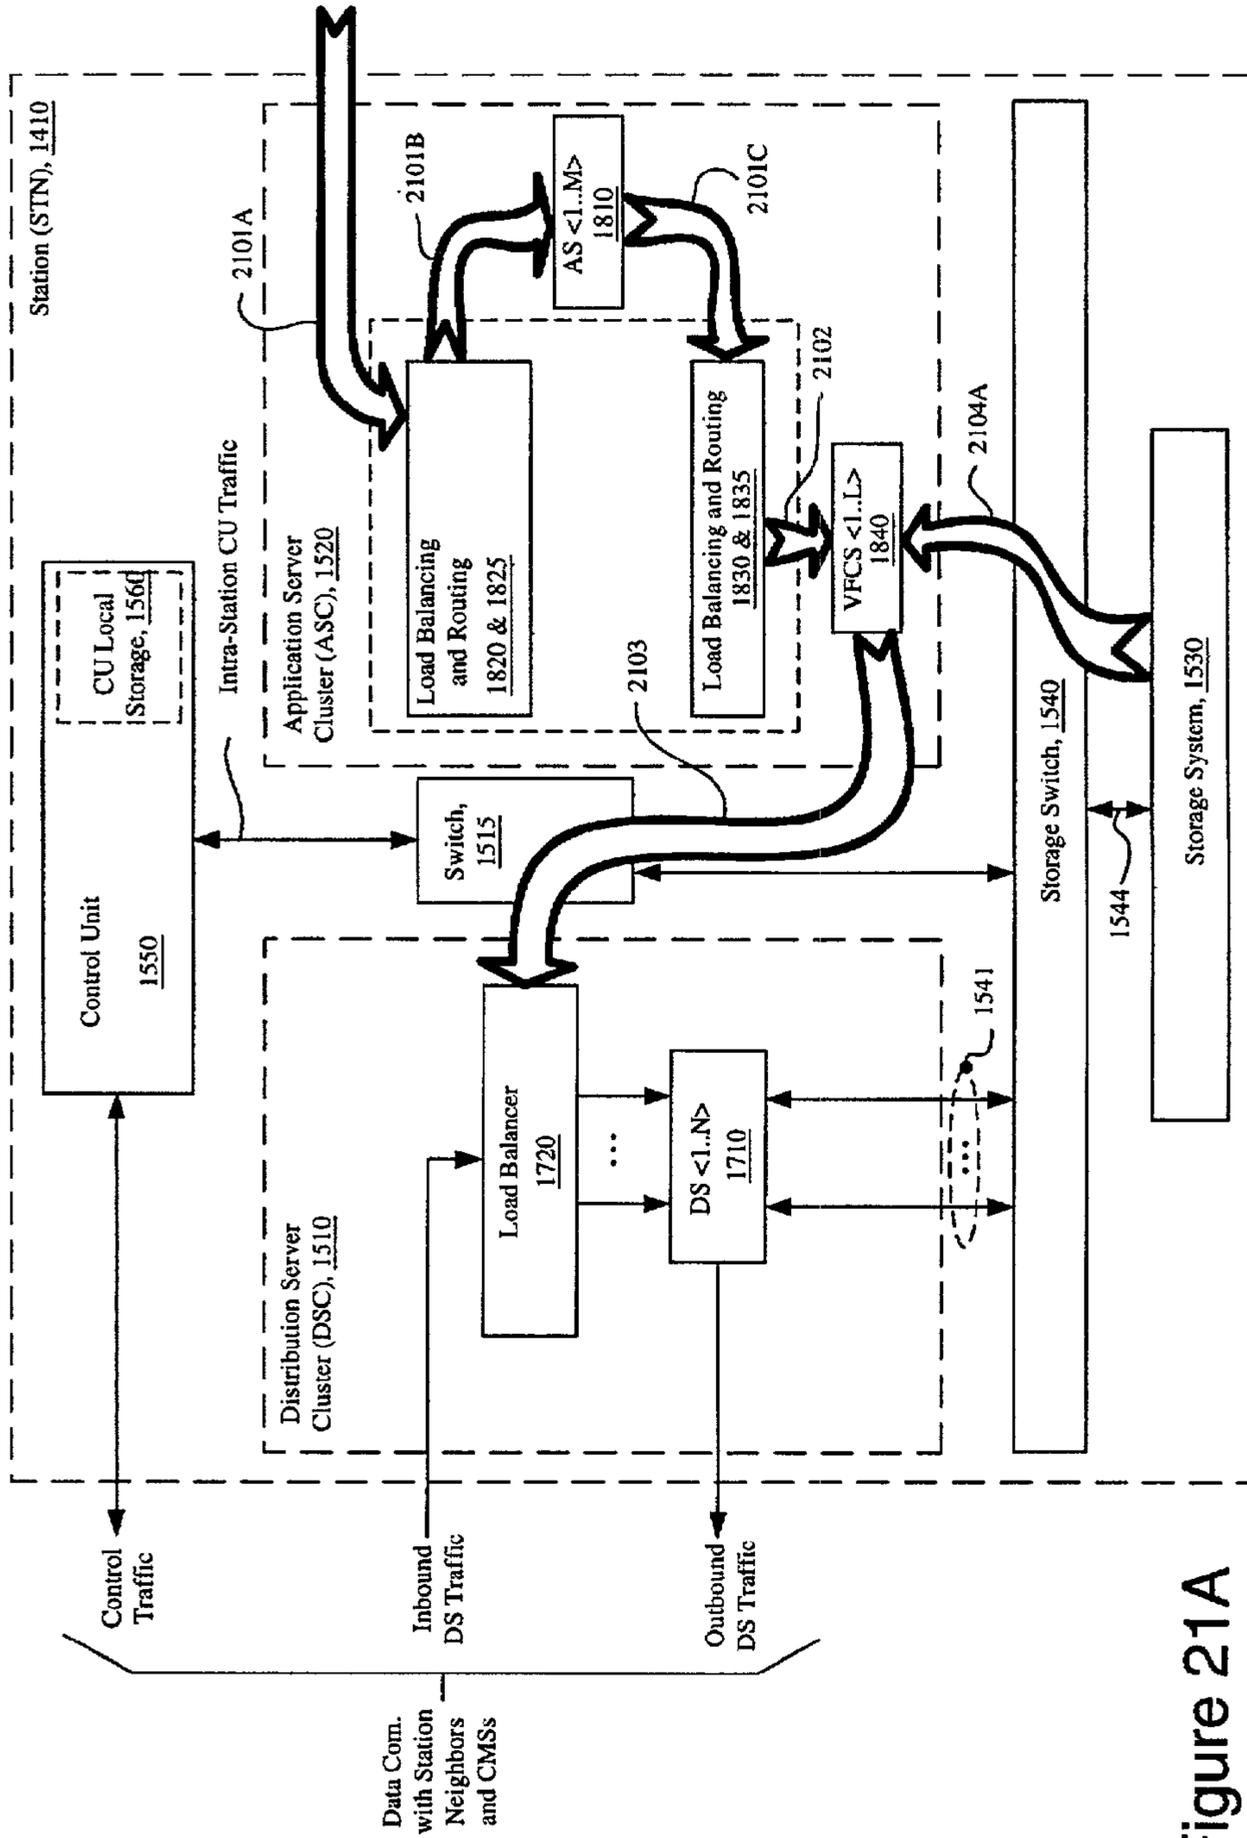 Station (STN), 1410
Control Unit
1550
CU Local
Storage, 1560
Intra-Station CU Traffic
2101A
Application Server
Cluster (ASC), 1520
Load Balancing
and Routing
1820 & 1825
2101B
AS <1..M>
1810
2101C
Load Balancing and Routing
1830 & 1835
2102
VFCS <1..L>
1840
2103
2104A
Switch,
1515
Distribution Server
Cluster (DSC), 1510
Load Balancer
1720
...
DS <1..N>
1710
...
1541
Storage Switch, 1540
1544
Storage System, 1530
Control
Traffic
Inbound
DS Traffic
Outbound
DS Traffic
Data Com.
with Station
Neighbors
and CMSs
igure 21A